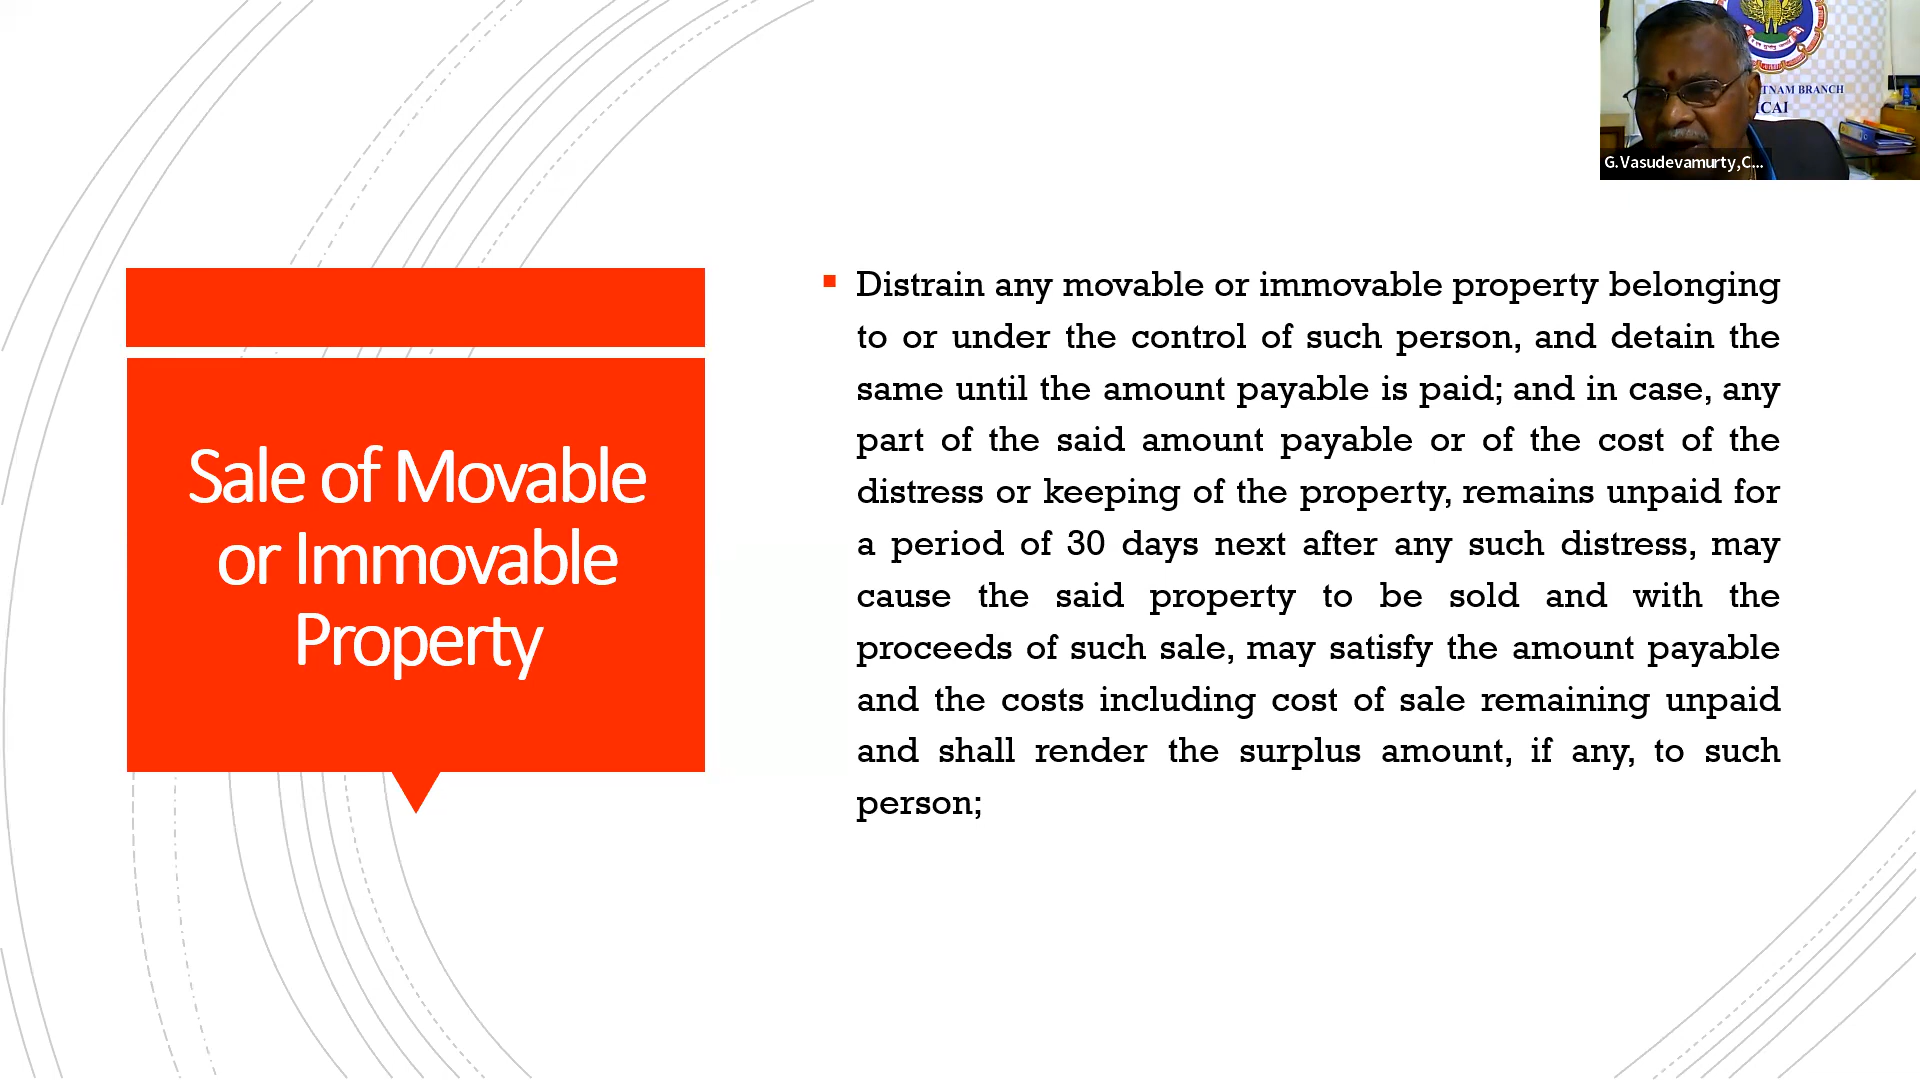 TNAM BRANCH
ICAI
G.Vasudevamurty,C...
Sale of Movable
or Immovable
Property
Distrain any movable or immovable property belonging
to or under the control of such person, and detain the
same until the amount payable is paid; and in case, any
part of the said amount payable or of the cost of the
distress or keeping of the property, remains unpaid for
a period of 30 days next after any such distress, may
cause the said property to be sold and with the
proceeds of such sale, may satisfy the amount payable
and the costs including cost of sale remaining unpaid
and shall render the surplus amount, if any, to such
person;